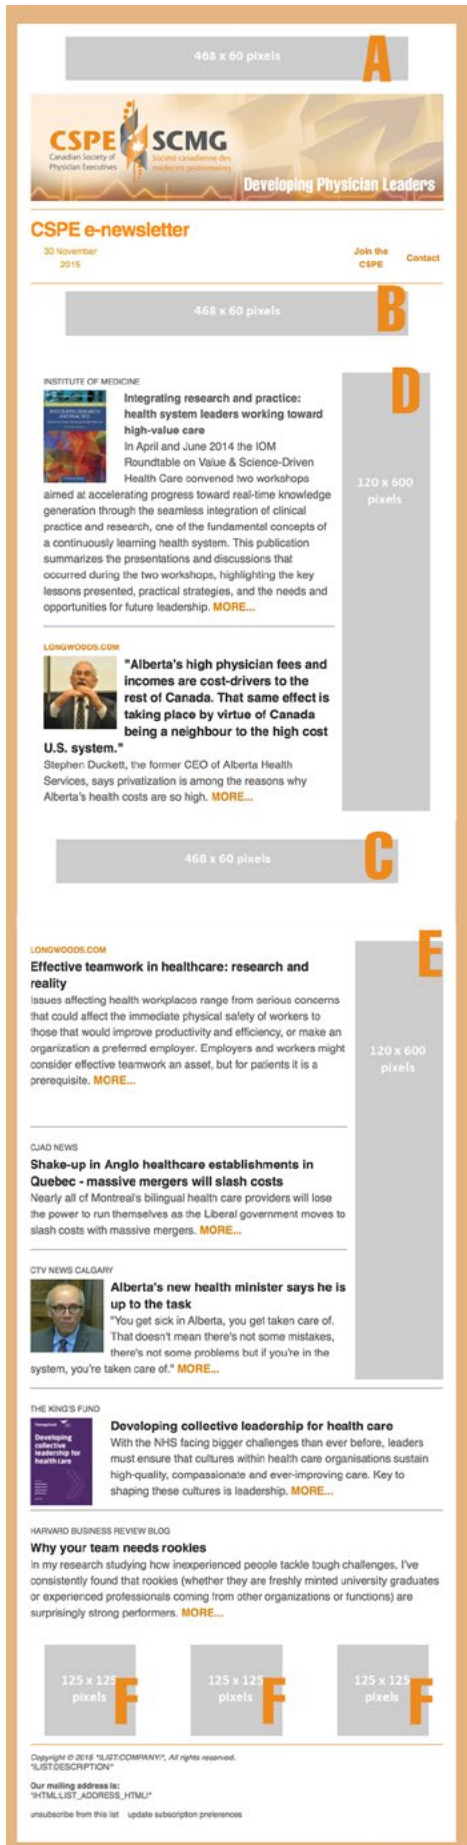 468 x 60 pixels
A
CSPE SCMG
Canadian Society of
Physician Executives
Société canadienne des
médecins gestionnaires
Developing Physician Leaders
CSPE e-newsletter
30 November
2015
Join the
CSPE
Contact
468 x 60 pixels
B
INSTITUTE OF MEDICINE
Integrating research and practice:
health system leaders working toward
high-value care
In April and June 2014 the IOM
Roundtable on Value & Science-Driven
Health Care convened two workshops
aimed at accelerating progress toward real-time knowledge
generation through the seamless integration of clinical
practice and research, one of the fundamental concepts of
a continuously learning health system. This publication
summarizes the presentations and discussions that
occurred during the two workshops, highlighting the key
lessons presented, practical strategies, and the needs and
opportunities for future leadership. MORE...
D
120 x 600
pixels
LONGWOODS.COM
"Alberta's high physician fees and
incomes are cost-drivers to the
rest of Canada. That same effect is
taking place by virtue of Canada
being a neighbour to the high cost
U.S. system."
Stephen Duckett, the former CEO of Alberta Health
Services, says privatization is among the reasons why
Alberta's health costs are so high. MORE...
468 x 60 pixels
C
LONGWOODS.COM
Effective teamwork in healthcare: research and
reality
Issues affecting health workplaces range from serious concerns
that could affect the immediate physical safety of workers to
those that would improve productivity and efficiency, or make an
organization a preferred employer. Employers and workers might
consider effective teamwork an asset, but for patients it is a
prerequisite. MORE...
E
120 x 600
pixels
CJAD NEWS
Shake-up in Anglo healthcare establishments in
Quebec - massive mergers will slash costs
Nearly all of Montreal's bilingual health care providers will lose
the power to run themselves as the Liberal government moves to
slash costs with massive mergers. MORE...
CTV NEWS CALGARY
Alberta's new health minister says he is
up to the task
"You get sick in Alberta, you get taken care of.
That doesn't mean there's not some mistakes,
there's not some problems but if you're in the
system, you're taken care of." MORE...
THE KING'S FUND
Developing
collective
leadership for
health care
Developing collective leadership for health care
With the NHS facing bigger challenges than ever before, leaders
must ensure that cultures within health care organisations sustain
high-quality, compassionate and ever-improving care. Key to
shaping these cultures is leadership. MORE...
HARVARD BUSINESS REVIEW BLOG
Why your team needs rookies
In my research studying how inexperienced people tackle tough challenges, I've
consistently found that rookies (whether they are freshly minted university graduates
or experienced professionals coming from other organizations or functions) are
surprisingly strong performers. MORE...
125 x 125
pixels
F
125 x 125
pixels
F
125 x 125
pixels
F
Copyright © 2015 *|LIST:COMPANY|*, All rights reserved.
*|LIST:DESCRIPTION|*
Our mailing address is:
*|HTML:LIST_ADDRESS_HTML|*
unsubscribe from this list update subscription preferences